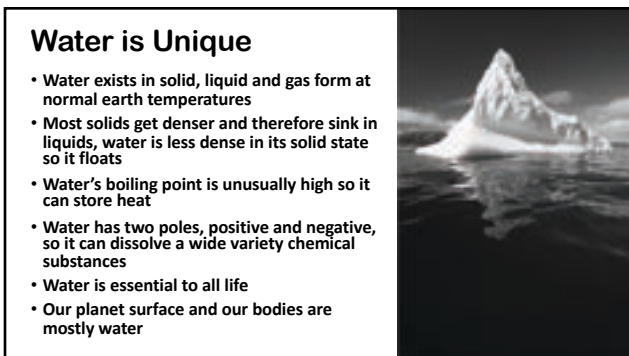 Water is Unique
• Water exists in solid, liquid and gas form at
normal earth temperatures
• Most solids get denser and therefore sink in
liquids, water is less dense in its solid state
so it floats
• Water’s boiling point is unusually high so it
can store heat
• Water has two poles, positive and negative,
so it can dissolve a wide variety chemical
substances
• Water is essential to all life
• Our planet surface and our bodies are
mostly water